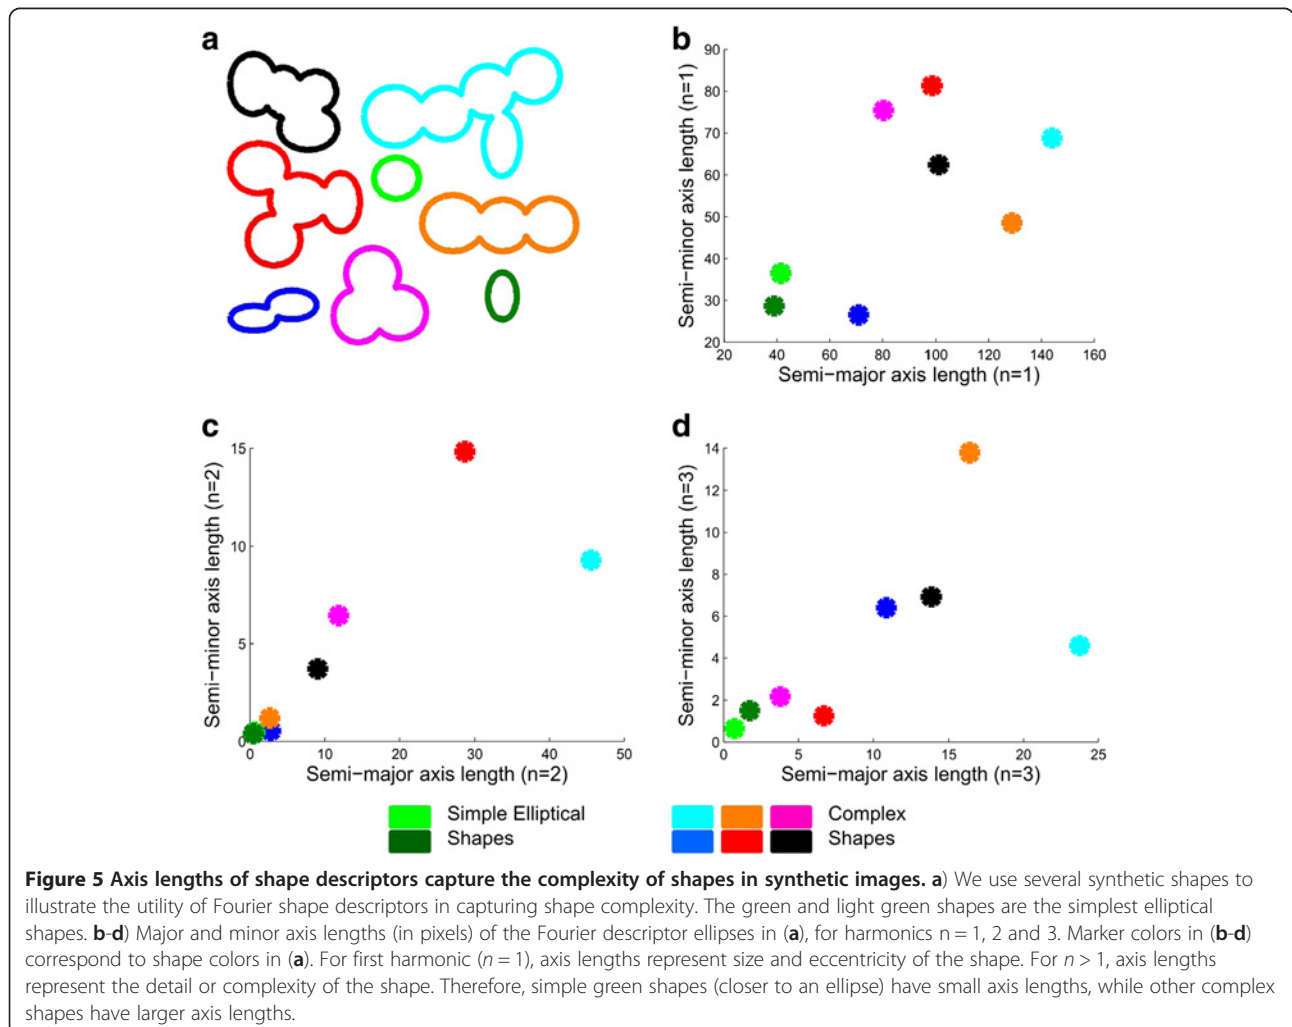 a
b
90
80
70
60
50
40
30
20
20
40
60
80
100
120
140
160
Semi-minor axis length (n=1)
Semi-major axis length (n=1)
c
15
10
5
0
0
10
20
30
40
50
Semi-minor axis length (n=2)
Semi-major axis length (n=2)
d
14
12
10
8
6
4
2
0
0
5
10
15
20
25
Semi-minor axis length (n=3)
Semi-major axis length (n=3)
Simple Elliptical
Shapes
Complex
Shapes
Figure 5 Axis lengths of shape descriptors capture the complexity of shapes in synthetic images. a) We use several synthetic shapes to
illustrate the utility of Fourier shape descriptors in capturing shape complexity. The green and light green shapes are the simplest elliptical
shapes. b-d) Major and minor axis lengths (in pixels) of the Fourier descriptor ellipses in (a), for harmonics n = 1, 2 and 3. Marker colors in (b-d)
correspond to shape colors in (a). For first harmonic (n = 1), axis lengths represent size and eccentricity of the shape. For n > 1, axis lengths
represent the detail or complexity of the shape. Therefore, simple green shapes (closer to an ellipse) have small axis lengths, while other complex
shapes have larger axis lengths.